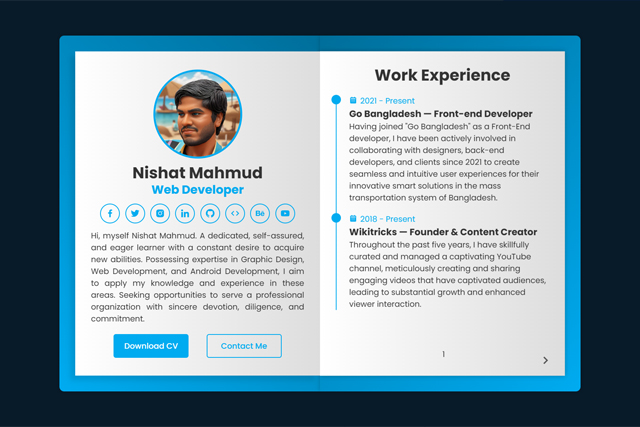 Nishat Mahmud
Web Developer
Bē
Hi, myself Nishat Mahmud. A dedicated, self-assured,
and eager learner with a constant desire to acquire
new abilities. Possessing expertise in Graphic Design,
Web Development, and Android Development, I aim
to apply my knowledge and experience in these
areas. Seeking opportunities to serve a professional
organization with sincere devotion, diligence, and
commitment.
Download CV
Contact Me
Work Experience
2021 - Present
Go Bangladesh — Front-end Developer
Having joined "Go Bangladesh" as a Front-End
developer, I have been actively involved in
collaborating with designers, back-end
developers, and clients since 2021 to create
seamless and intuitive user experiences for their
innovative smart solutions in the mass
transportation system of Bangladesh.
2018 - Present
Wikitricks — Founder & Content Creator
Throughout the past five years, I have skillfully
curated and managed a captivating YouTube
channel, meticulously creating and sharing
engaging videos that have captivated audiences,
leading to substantial growth and enhanced
viewer interaction.
1